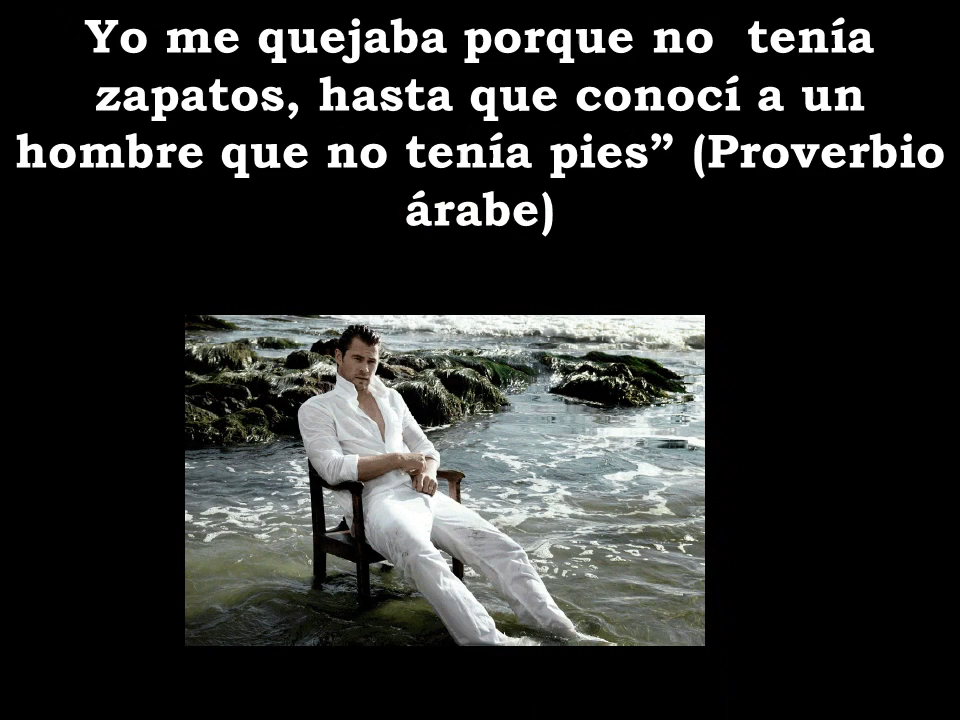 Yo me quejaba porque no  tenía
zapatos, hasta que conocí a un
hombre que no tenía pies” (Proverbio
árabe)